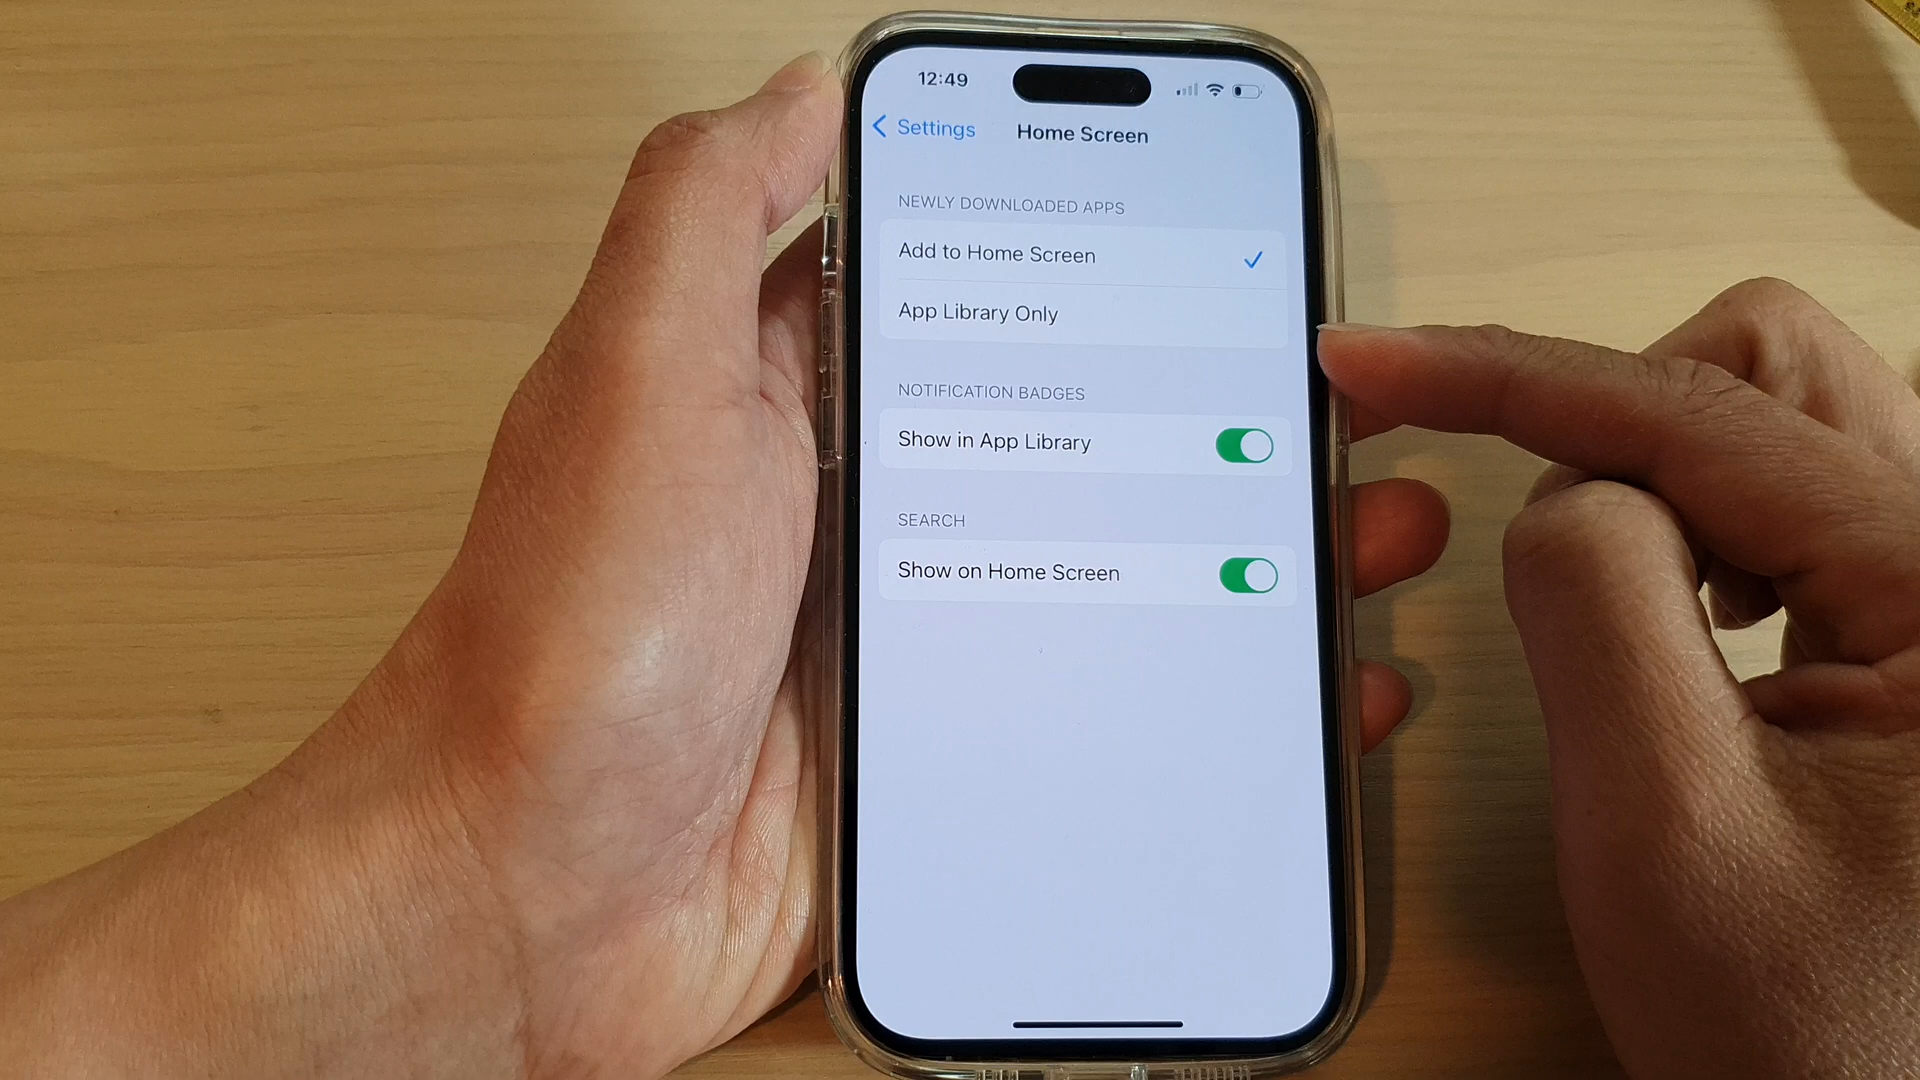 12:49
Settings
Home Screen
NEWLY DOWNLOADED APPS
Add to Home Screen
App Library Only
NOTIFICATION BADGES
Show in App Library
SEARCH
Show on Home Screen